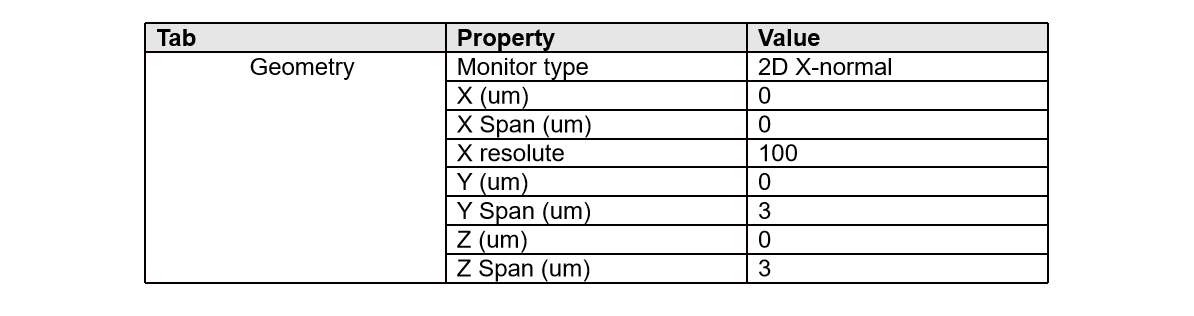 Tab Property Value
Geometry Monitor type 2D X-normal
X (um) 0
X Span (um) 0
X resolute 100
Y (um) 0
Y Span (um) 3
Z (um) 0
Z Span (um) 3